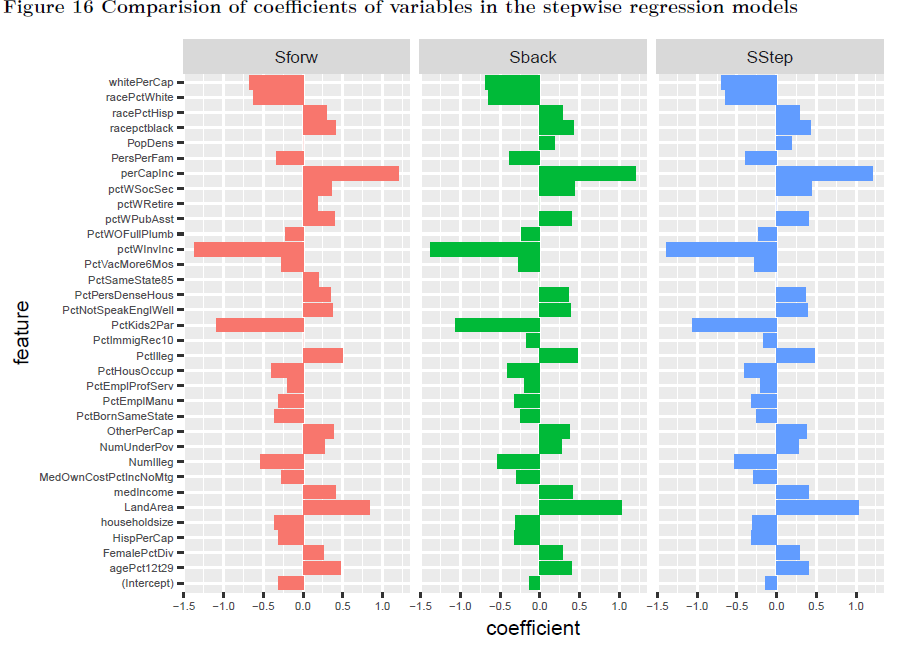 Figure 16 Comparision of coefficients of variables in the stepwise regression models
Sforw Sback SStep
whitePerCap
racePctWhite
racePctHisp
racepctblack
PopDens
PersPerFam
perCapInc
pctWSocSec
pctWRetire
pctWPubAsst
PctWOFullPlumb
pctWInvInc
PctVacMore6Mos
PctSameState85
PctPersDenseHous
PctNotSpeakEnglWell
PctKids2Par
PctImmigRec10
PctIlleg
PctHousOccup
PctEmplProfServ
PctEmplManu
PctBornSameState
OtherPerCap
NumUnderPov
NumIlleg
MedOwnCostPctIncNoMtg
medIncome
LandArea
householdsize
HispPerCap
FemalePctDiv
agePct12t29
(Intercept)
feature
−1.5 −1.0 −0.5 0.0 0.5 1.0 −1.5 −1.0 −0.5 0.0 0.5 1.0 −1.5 −1.0 −0.5 0.0 0.5 1.0
coefficient